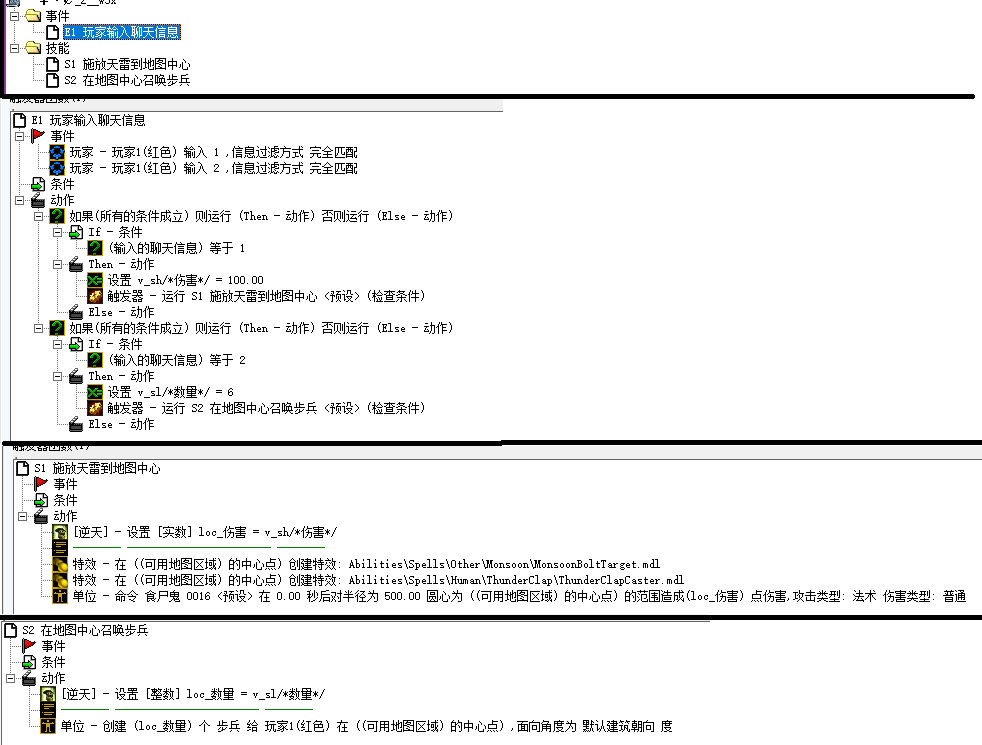 事件
E1 玩家输入聊天信息
技能
S1 施放天雷到地图中心
S2 在地图中心召唤步兵
E1 玩家输入聊天信息
事件
玩家 - 玩家1(红色) 输入 1 ,信息过滤方式 完全匹配
玩家 - 玩家1(红色) 输入 2 ,信息过滤方式 完全匹配
条件
动作
如果(所有的条件成立) 则运行 (Then - 动作) 否则运行 (Else - 动作)
If - 条件
(输入的聊天信息) 等于 1
Then - 动作
设置 v_sh/*伤害*/ = 100.00
触发器 - 运行 S1 施放天雷到地图中心 <预设> (检查条件)
Else - 动作
如果(所有的条件成立) 则运行 (Then - 动作) 否则运行 (Else - 动作)
If - 条件
(输入的聊天信息) 等于 2
Then - 动作
设置 v_sl/*数量*/ = 6
触发器 - 运行 S2 在地图中心召唤步兵 <预设> (检查条件)
Else - 动作
S1 施放天雷到地图中心
事件
条件
动作
[逆天] - 设置 [实数] loc_伤害 = v_sh/*伤害*/
特效 - 在 ((可用地图区域) 的中心点) 创建特效: Abilities\Spells\Other\Monsoon\MonsoonBoltTarget.mdl
特效 - 在 ((可用地图区域) 的中心点) 创建特效: Abilities\Spells\Human\ThunderClap\ThunderClapCaster.mdl
单位 - 命令 食尸鬼 0016 <预设> 在 0.00 秒后对半径为 500.00 圆心为 ((可用地图区域) 的中心点) 的范围造成(loc_伤害) 点伤害,攻击类型: 法术 伤害类型: 普通
S2 在地图中心召唤步兵
事件
条件
动作
[逆天] - 设置 [整数] loc_数量 = v_sl/*数量*/
单位 - 创建 (loc_数量) 个 步兵 给 玩家1(红色) 在 ((可用地图区域) 的中心点) ,面向角度为 默认建筑朝向 度